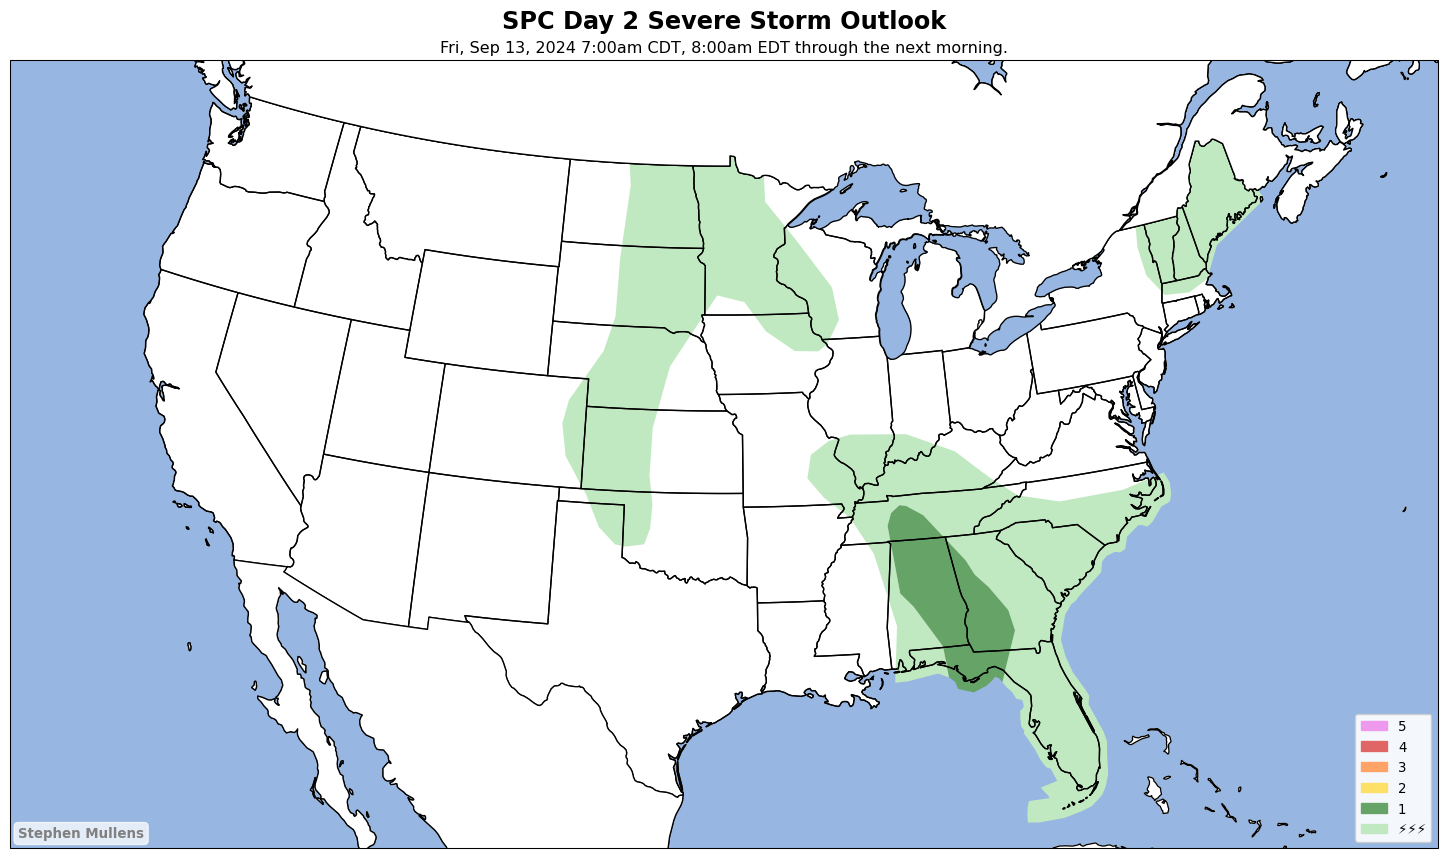 SPC Day 2 Severe Storm Outlook
Fri, Sep 13, 2024 7:00am CDT, 8:00am EDT through the next morning.
5
4
3
2
1
⚡⚡⚡
Stephen Mullens